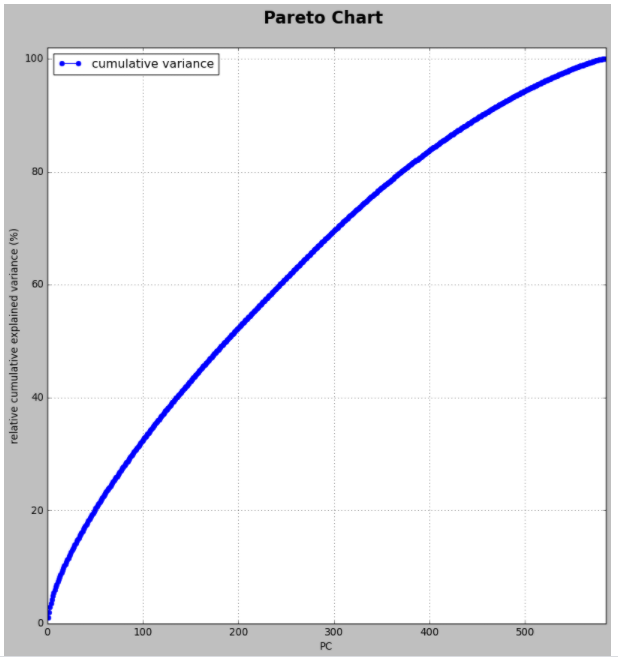 Pareto Chart
cumulative variance
100
80
60
40
20
0
relative cumulative explained variance (%)
0 100 200 300 400 500
PC